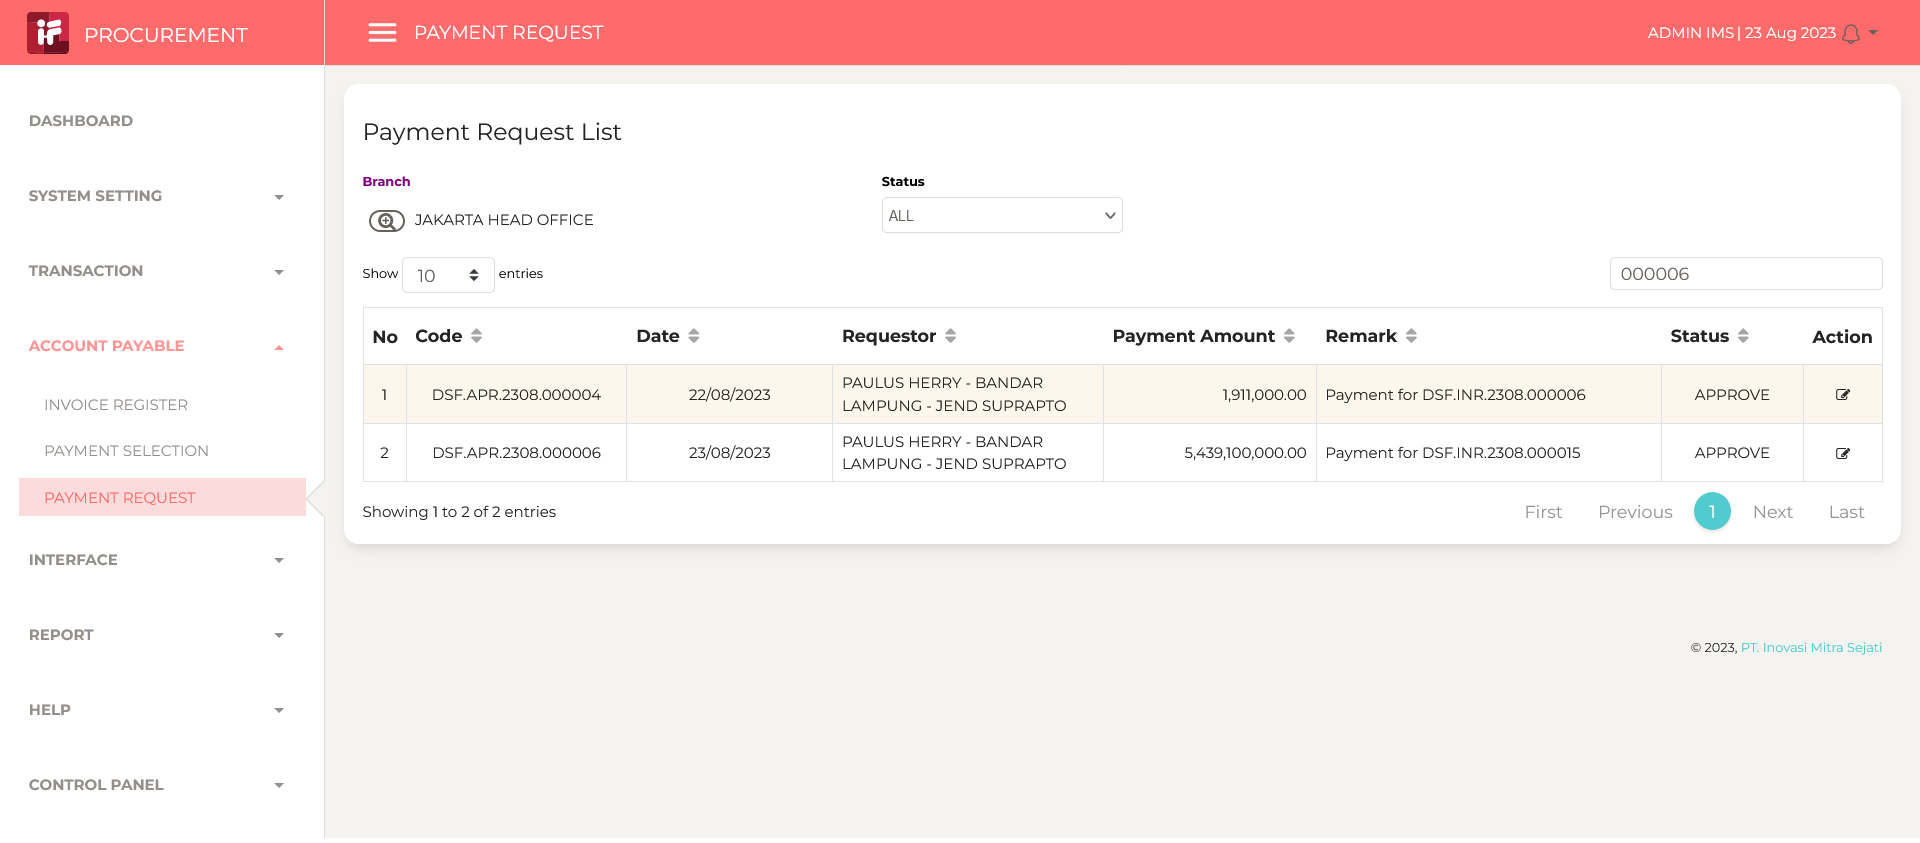 PROCUREMENT
PAYMENT REQUEST
ADMIN IMS | 23 Aug 2023
DASHBOARD
SYSTEM SETTING
TRANSACTION
ACCOUNT PAYABLE
INVOICE REGISTER
PAYMENT SELECTION
PAYMENT REQUEST
INTERFACE
REPORT
HELP
CONTROL PANEL
Payment Request List
Branch
JAKARTA HEAD OFFICE
Status
ALL
Show 10 entries
000006
No Code Date Requestor Payment Amount Remark Status Action
1 DSF.APR.2308.000004 22/08/2023 PAULUS HERRY - BANDAR
LAMPUNG - JEND SUPRAPTO 1,911,000.00 Payment for DSF.INR.2308.000006 APPROVE
2 DSF.APR.2308.000006 23/08/2023 PAULUS HERRY - BANDAR
LAMPUNG - JEND SUPRAPTO 5,439,100,000.00 Payment for DSF.INR.2308.000015 APPROVE
Showing 1 to 2 of 2 entries
First Previous 1 Next Last
© 2023, PT. Inovasi Mitra Sejati